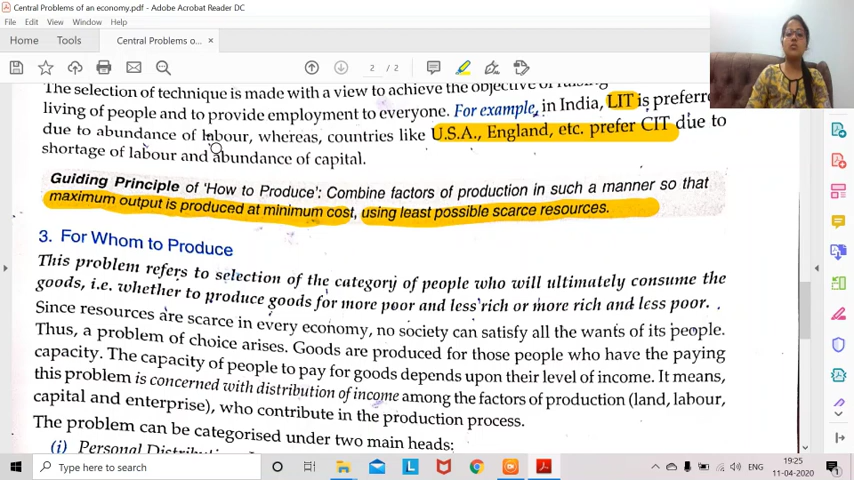 Central Problems of an economy.pdf - Adobe Acrobat Reader DC
File Edit View Window Help
Home Tools Central Problems o... ×
2 / 2
The selection of technique is made with a view to achieve the objective of raising
living of people and to provide employment to everyone. For example, in India, LIT is preferr
due to abundance of labour, whereas, countries like U.S.A., England, etc. prefer CIT due to
shortage of labour and abundance of capital.
Guiding Principle of 'How to Produce': Combine factors of production in such a manner so that
maximum output is produced at minimum cost, using least possible scarce resources.
3. For Whom to Produce
This problem refers to selection of the category of people who will ultimately consume the
goods, i.e. whether to produce goods for more poor and less rich or more rich and less poor.
Since resources are scarce in every economy, no society can satisfy all the wants of its people.
Thus, a problem of choice arises. Goods are produced for those people who have the paying
capacity. The capacity of people to pay for goods depends upon their level of income. It means,
this problem is concerned with distribution of income among the factors of production (land, labour,
capital and enterprise), who contribute in the production process.
The problem can be categorised under two main heads:
(i) Personal
Type here to search
ENG
19:25
11-04-2020